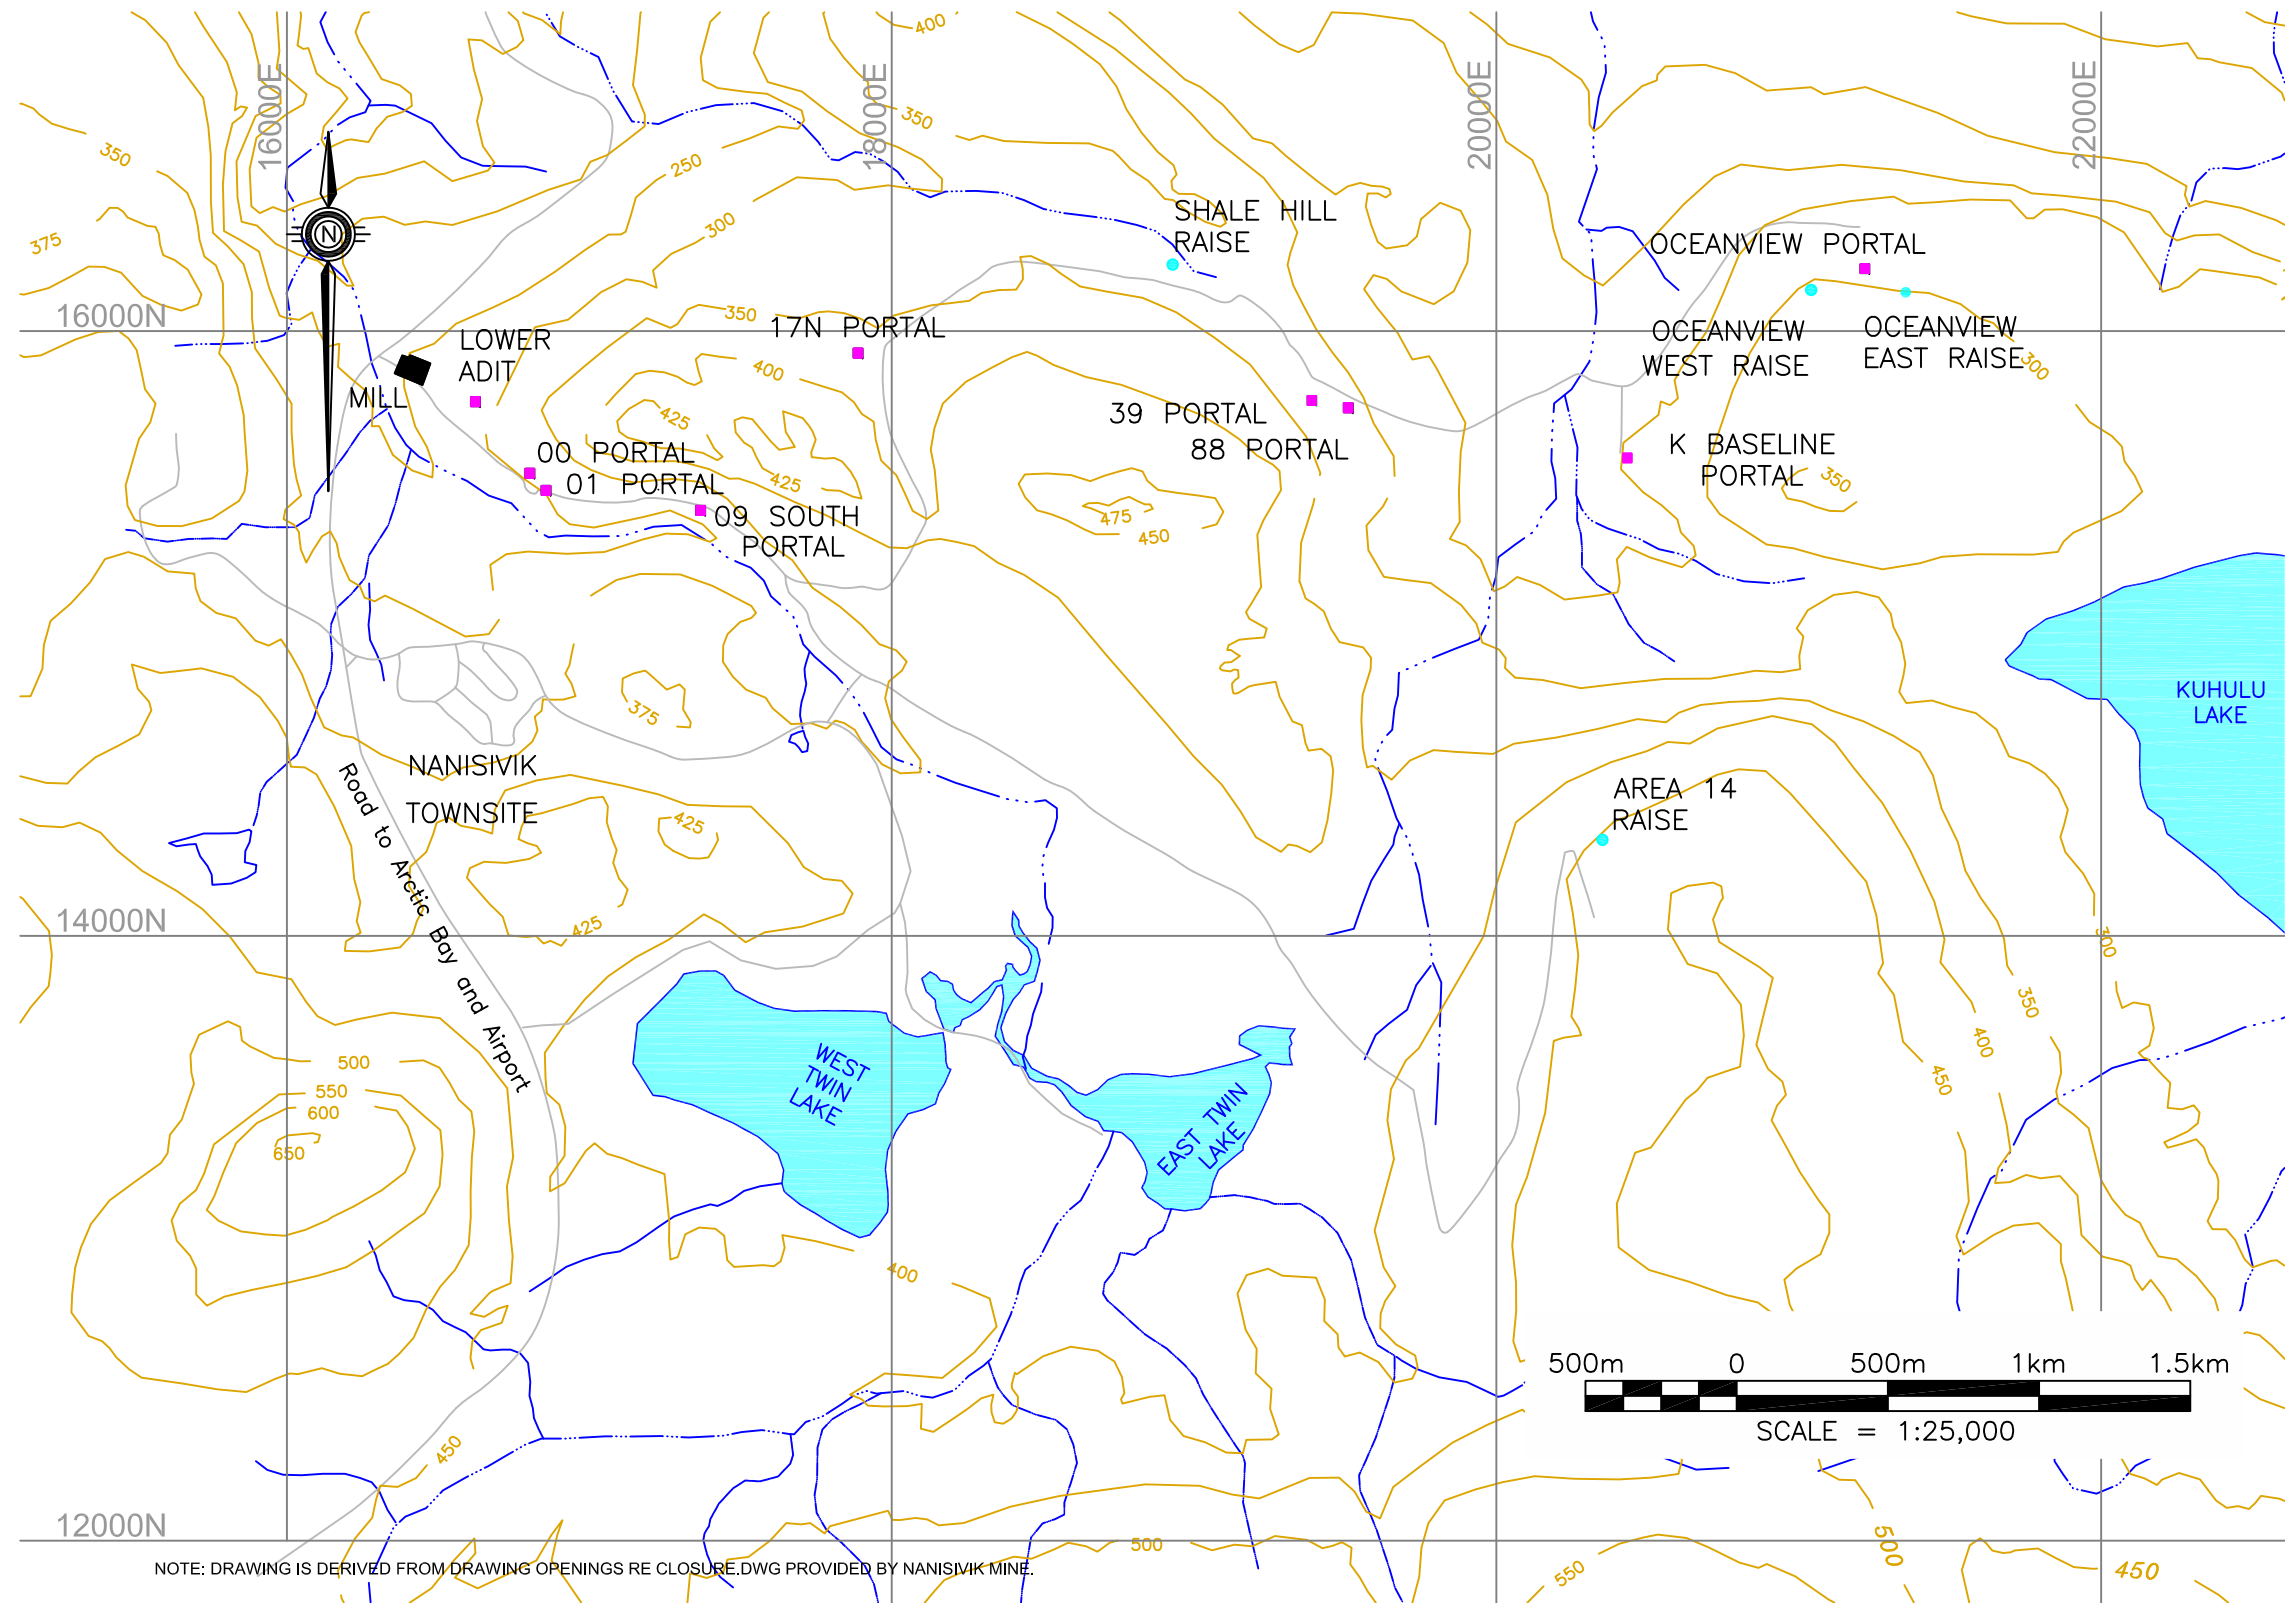 400
16000E
18000E
20000E
22000E
350
350
250
SHALE HILL
RAISE
300
375
N
OCEANVIEW PORTAL
16000N
350
17N PORTAL
LOWER
ADIT
OCEANVIEW
WEST RAISE
OCEANVIEW
EAST RAISE
300
400
MILL
425
39 PORTAL
88 PORTAL
K BASELINE
PORTAL
00 PORTAL
01 PORTAL
425
350
09 SOUTH
PORTAL
475
450
KUHULU
LAKE
375
NANISIVIK
TOWNSITE
Road to Arctic Bay and Airport
AREA 14
RAISE
425
425
14000N
300
350
400
450
500
550
600
650
WEST
TWIN
LAKE
EAST TWIN
LAKE
400
500m 0 500m 1km 1.5km
SCALE = 1:25,000
450
12000N
500
500
550
450
NOTE: DRAWING IS DERIVED FROM DRAWING OPENINGS RE CLOSURE.DWG PROVIDED BY NANISIVIK MINE.